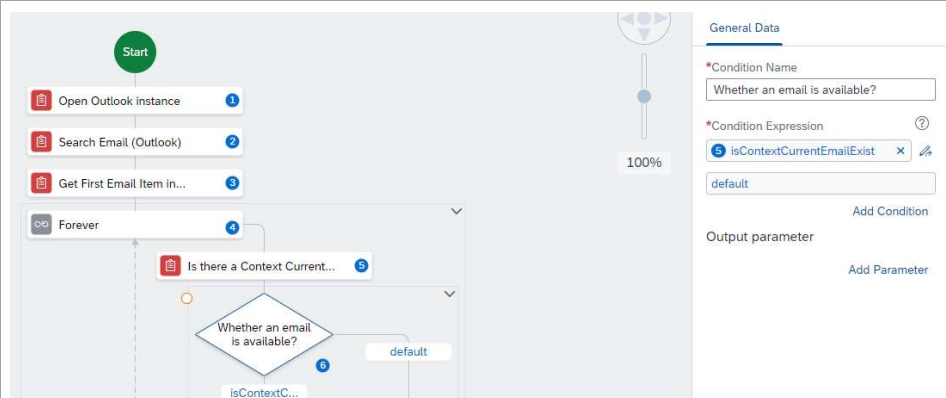 Start
Open Outlook instance 1
Search Email (Outlook) 2
Get First Email Item in... 3
Forever 4
Is there a Context Current... 5
Whether an email
is available?
6
default
isContextC...
100%
General Data
*Condition Name
Whether an email is available?
*Condition Expression ?
5 isContextCurrentEmailExist ×
default
Add Condition
Output parameter
Add Parameter